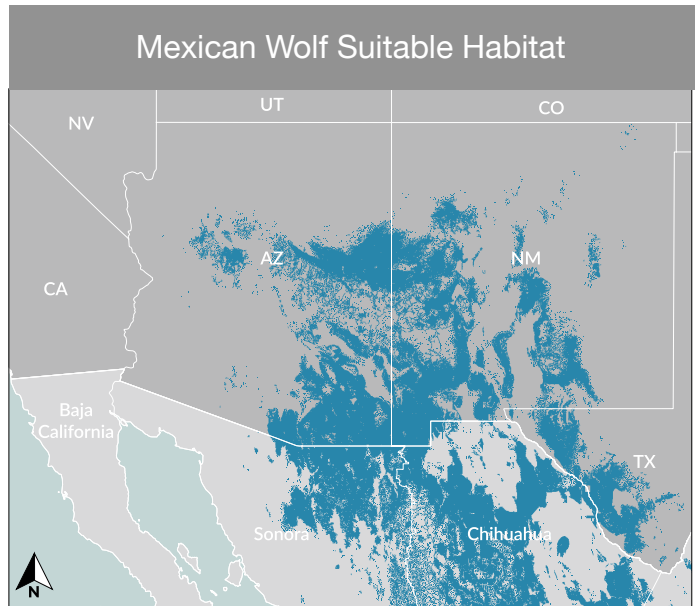 Mexican Wolf Suitable Habitat
UT
CO
NV
AZ
NM
CA
Baja
California
TX
Sonora
Chihuahua
N